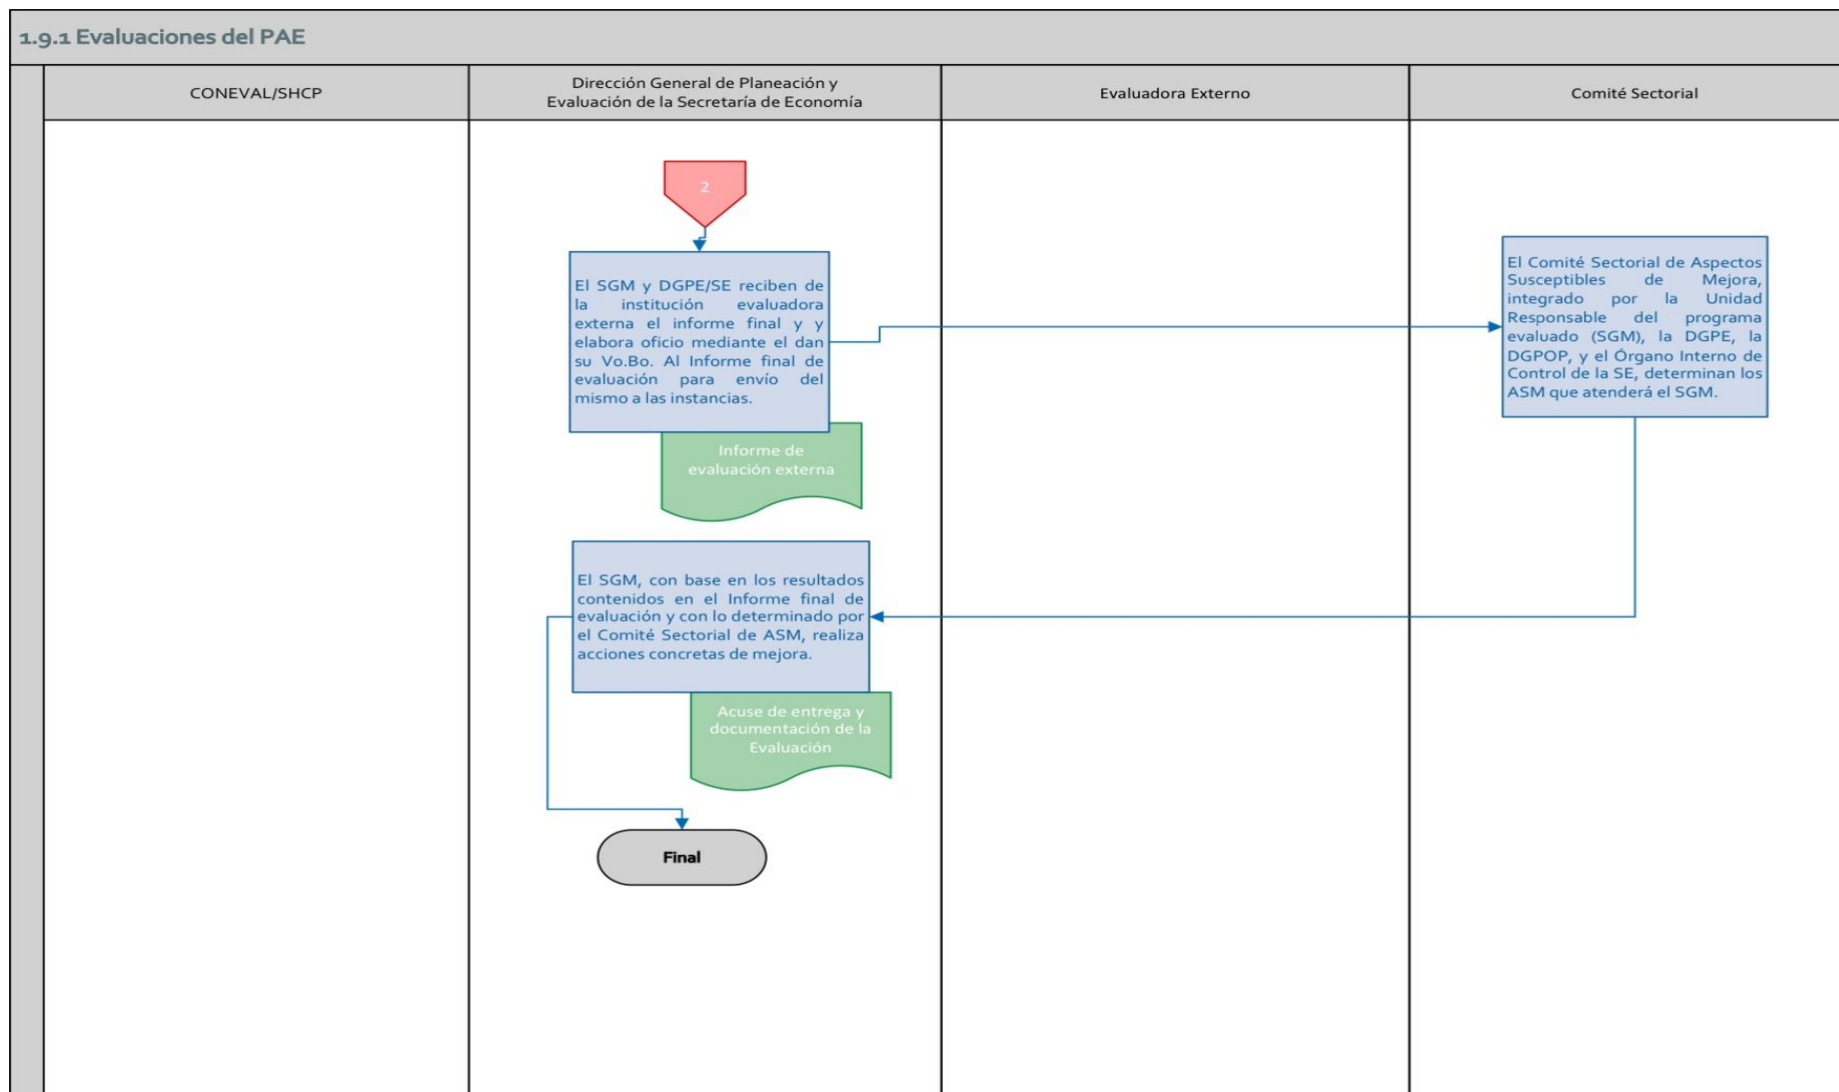 1.9.1 Evaluaciones del PAE
CONEVAL/SHCP
Dirección General de Planeación y
Evaluación de la Secretaría de Economía
Evaluadora Externo
Comité Sectorial
2
El SGM y DGPE/SE reciben de
la institución evaluadora
externa el informe final y y
elabora oficio mediante el dan
su Vo.Bo. Al Informe final de
evaluación para envío del
mismo a las instancias.
Informe de
evaluación externa
El Comité Sectorial de Aspectos
Susceptibles de Mejora,
integrado por la Unidad
Responsable del programa
evaluado (SGM), la DGPE, la
DGPOP, y el Órgano Interno de
Control de la SE, determinan los
ASM que atenderá el SGM.
El SGM, con base en los resultados
contenidos en el Informe final de
evaluación y con lo determinado por
el Comité Sectorial de ASM, realiza
acciones concretas de mejora.
Acuse de entrega y
documentación de la
Evaluación
Final